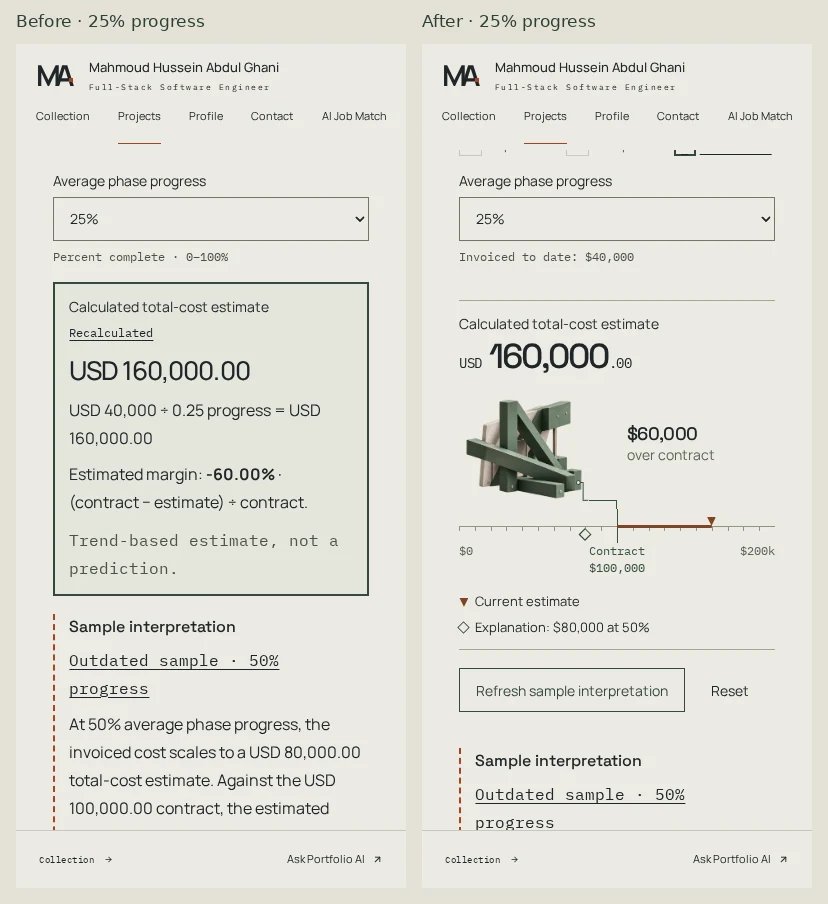 Before · 25% progress
MA
Mahmoud Hussein Abdul Ghani
Full-Stack Software Engineer
Collection Projects Profile Contact AI Job Match
Average phase progress
25%
Percent complete · 0–100%
Calculated total-cost estimate
Recalculated
USD 160,000.00
USD 40,000 ÷ 0.25 progress = USD
160,000.00
Estimated margin: -60.00% ·
(contract − estimate) ÷ contract.
Trend-based estimate, not a
prediction.
Sample interpretation
Outdated sample · 50%
progress
At 50% average phase progress, the
invoiced cost scales to a USD 80,000.00
total-cost estimate. Against the USD
100,000.00 contract, the estimated
Collection →
Ask Portfolio AI ↗
After · 25% progress
MA
Mahmoud Hussein Abdul Ghani
Full-Stack Software Engineer
Collection Projects Profile Contact AI Job Match
Average phase progress
25%
Invoiced to date: $40,000
Calculated total-cost estimate
USD 160,000.00
$60,000
over contract
$0
Contract
$100,000
$200k
▼ Current estimate
◇ Explanation: $80,000 at 50%
Refresh sample interpretation
Reset
Sample interpretation
Outdated sample · 50%
progress
Collection →
Ask Portfolio AI ↗